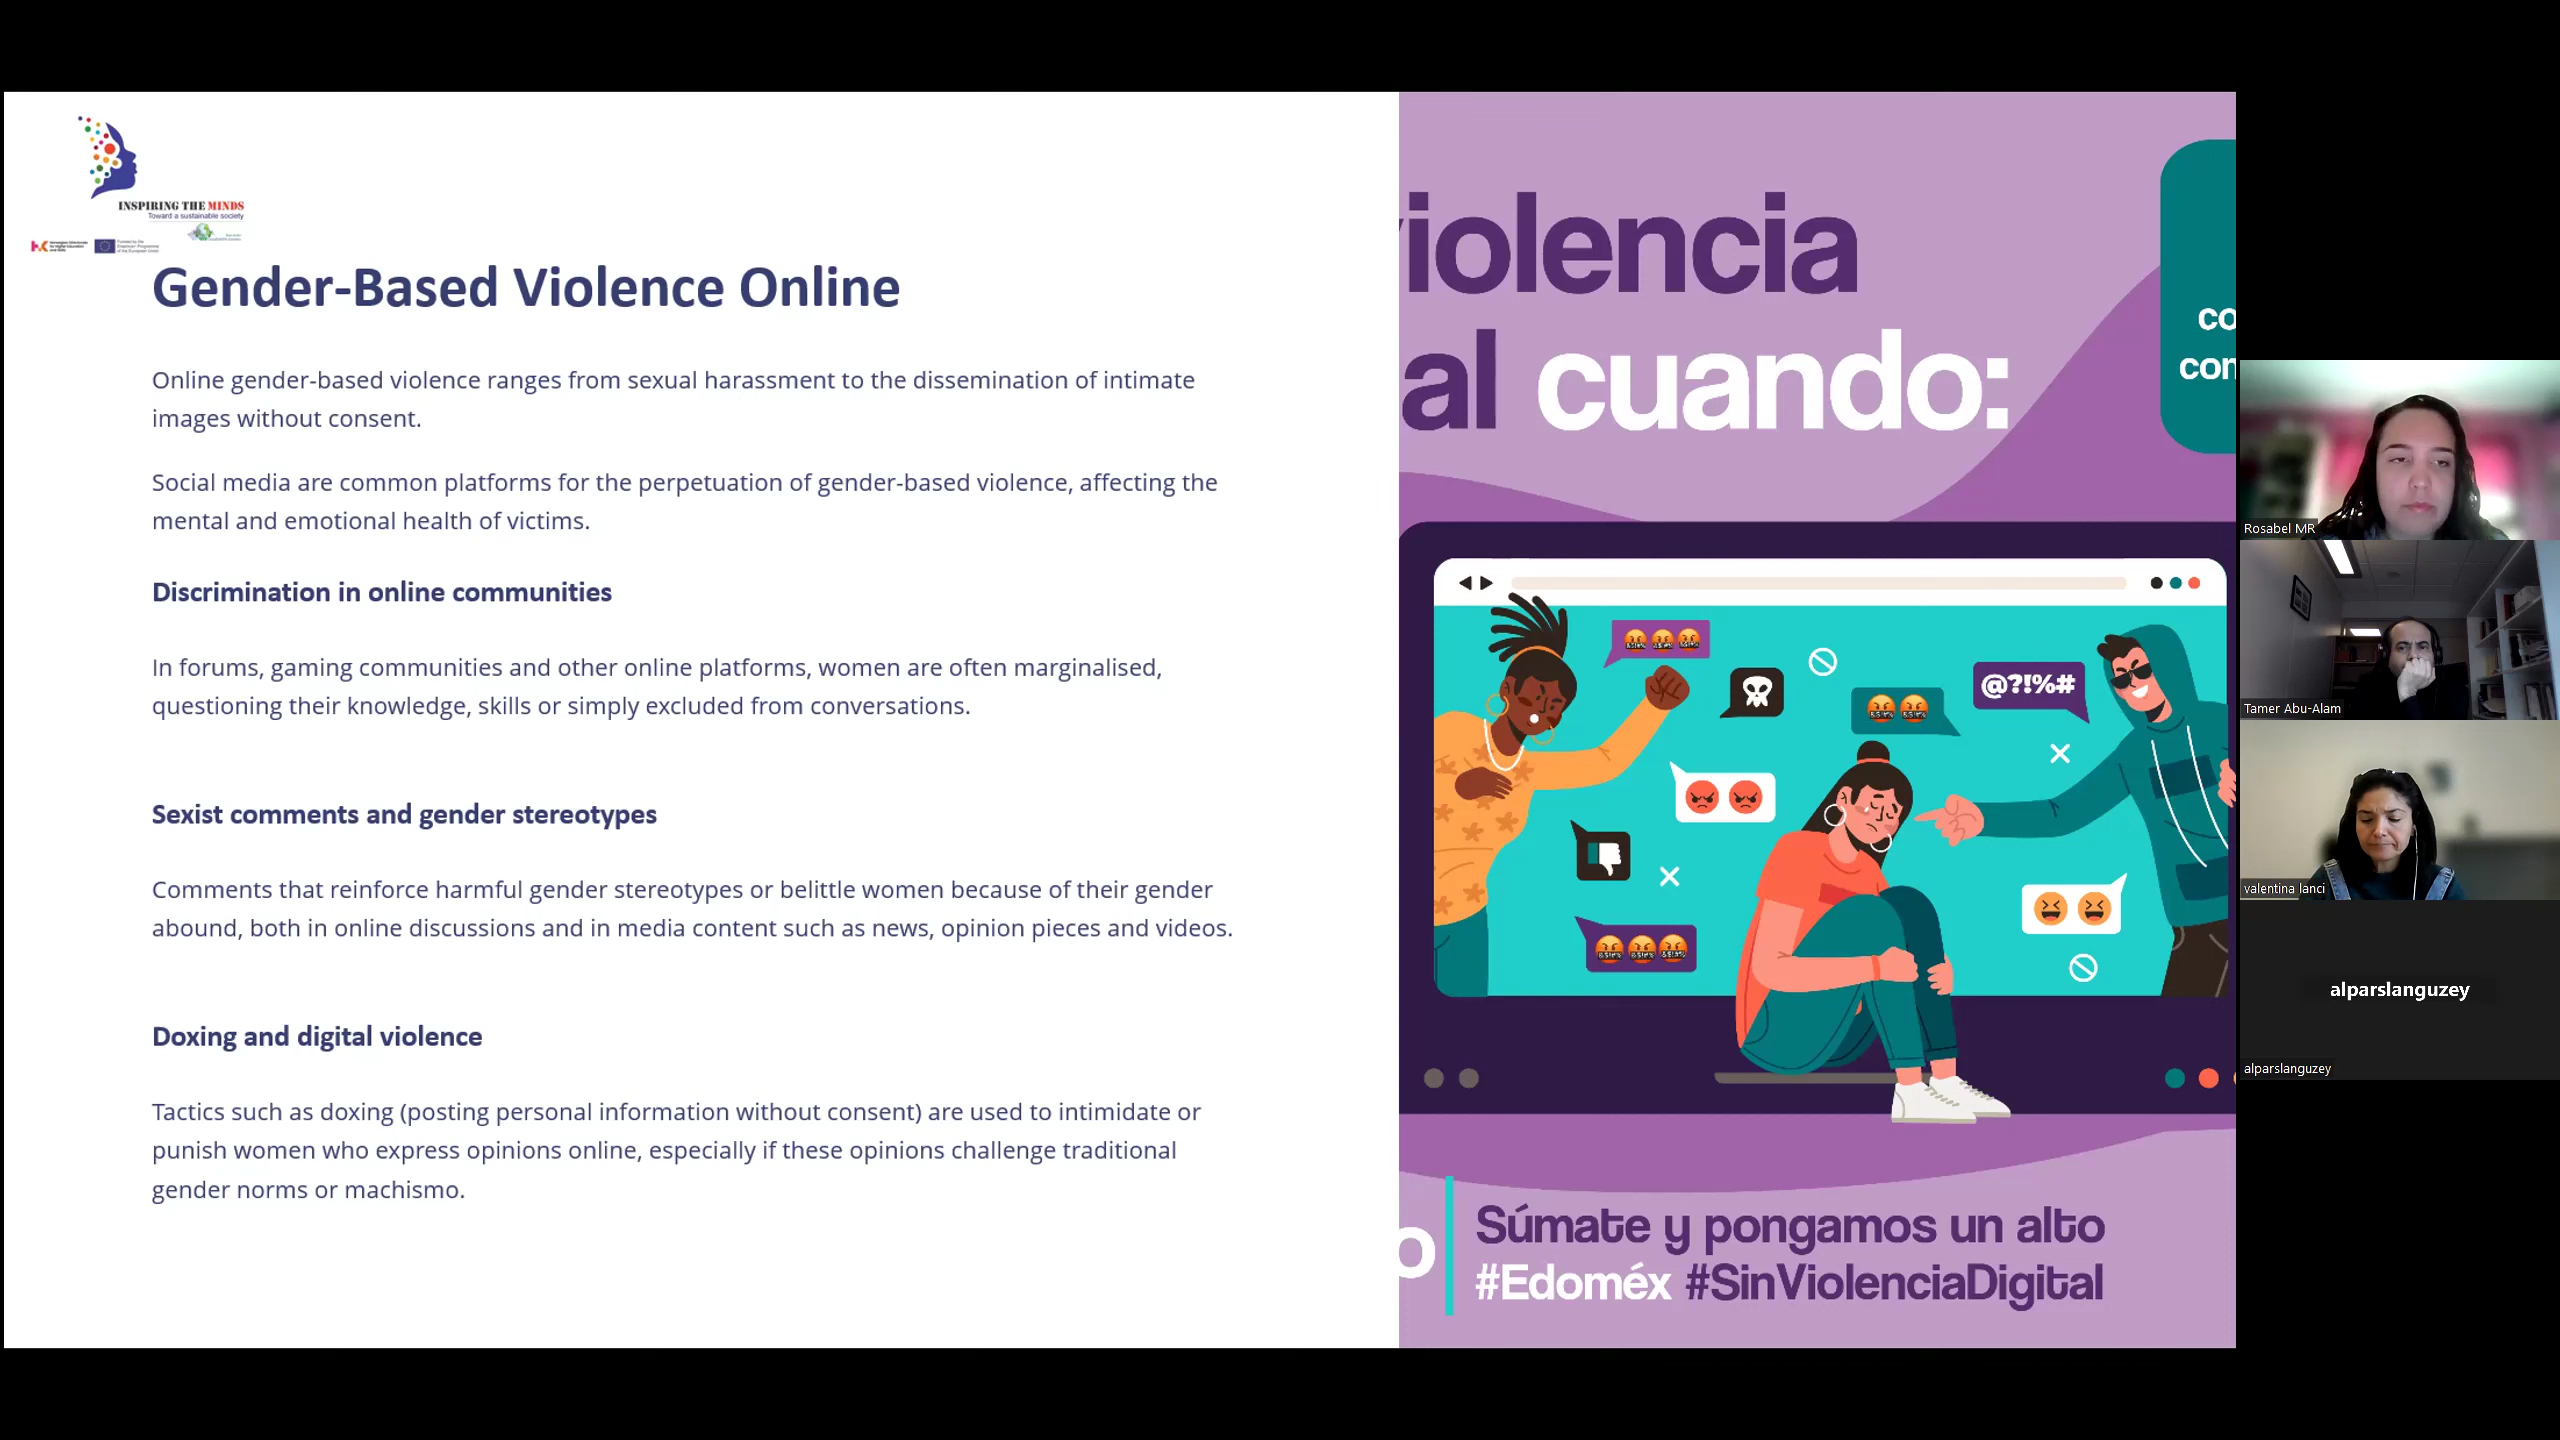 INSPIRING THE MINDS
Toward a sustainable society
Gender-Based Violence Online
Online gender-based violence ranges from sexual harassment to the dissemination of intimate
images without consent.
Social media are common platforms for the perpetuation of gender-based violence, affecting the
mental and emotional health of victims.
Discrimination in online communities
In forums, gaming communities and other online platforms, women are often marginalised,
questioning their knowledge, skills or simply excluded from conversations.
Sexist comments and gender stereotypes
Comments that reinforce harmful gender stereotypes or belittle women because of their gender
abound, both in online discussions and in media content such as news, opinion pieces and videos.
Doxing and digital violence
Tactics such as doxing (posting personal information without consent) are used to intimidate or
punish women who express opinions online, especially if these opinions challenge traditional
gender norms or machismo.
iolencia
al cuando:
co
con
@?!%#
o
Súmate y pongamos un alto
#Edoméx #SinViolenciaDigital
Rosabel MR
Tamer Abu-Alam
valentina lanci
alparslanguzey
alparslanguzey